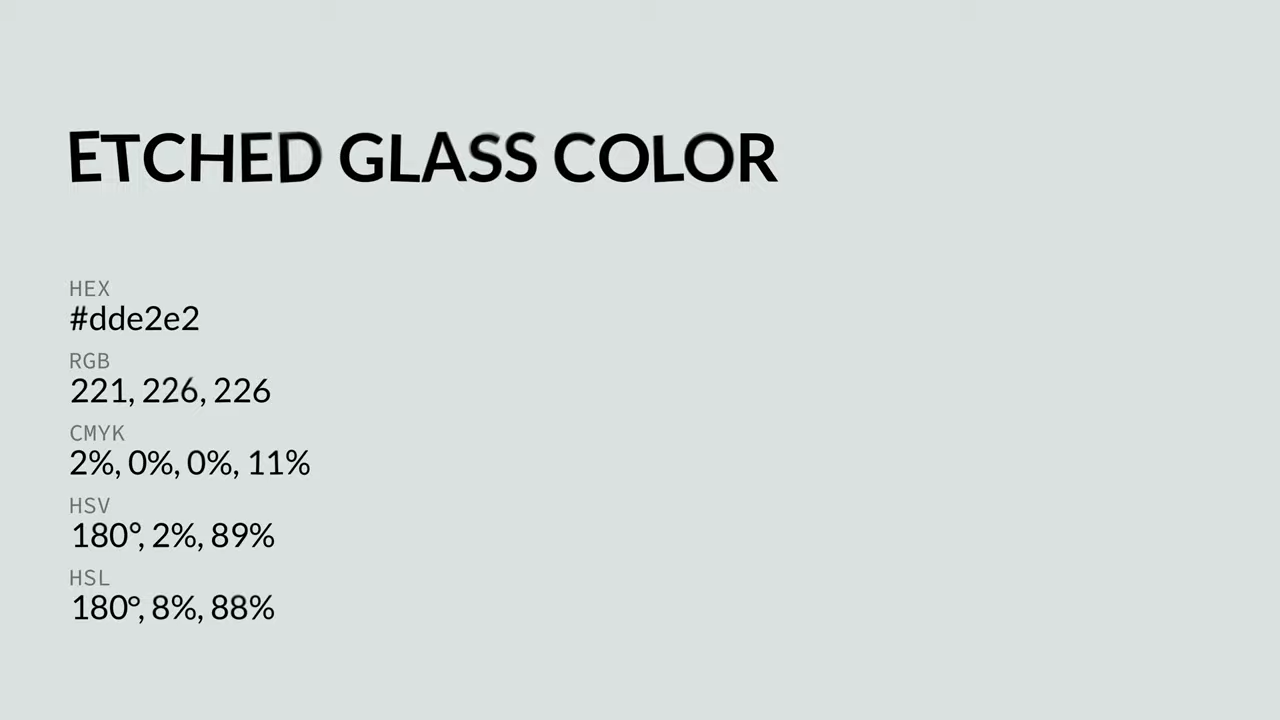 ETCHED GLASS COLOR
HEX
#dde2e2
RGB
221, 226, 226
CMYK
2%, 0%, 0%, 11%
HSV
180°, 2%, 89%
HSL
180°, 8%, 88%